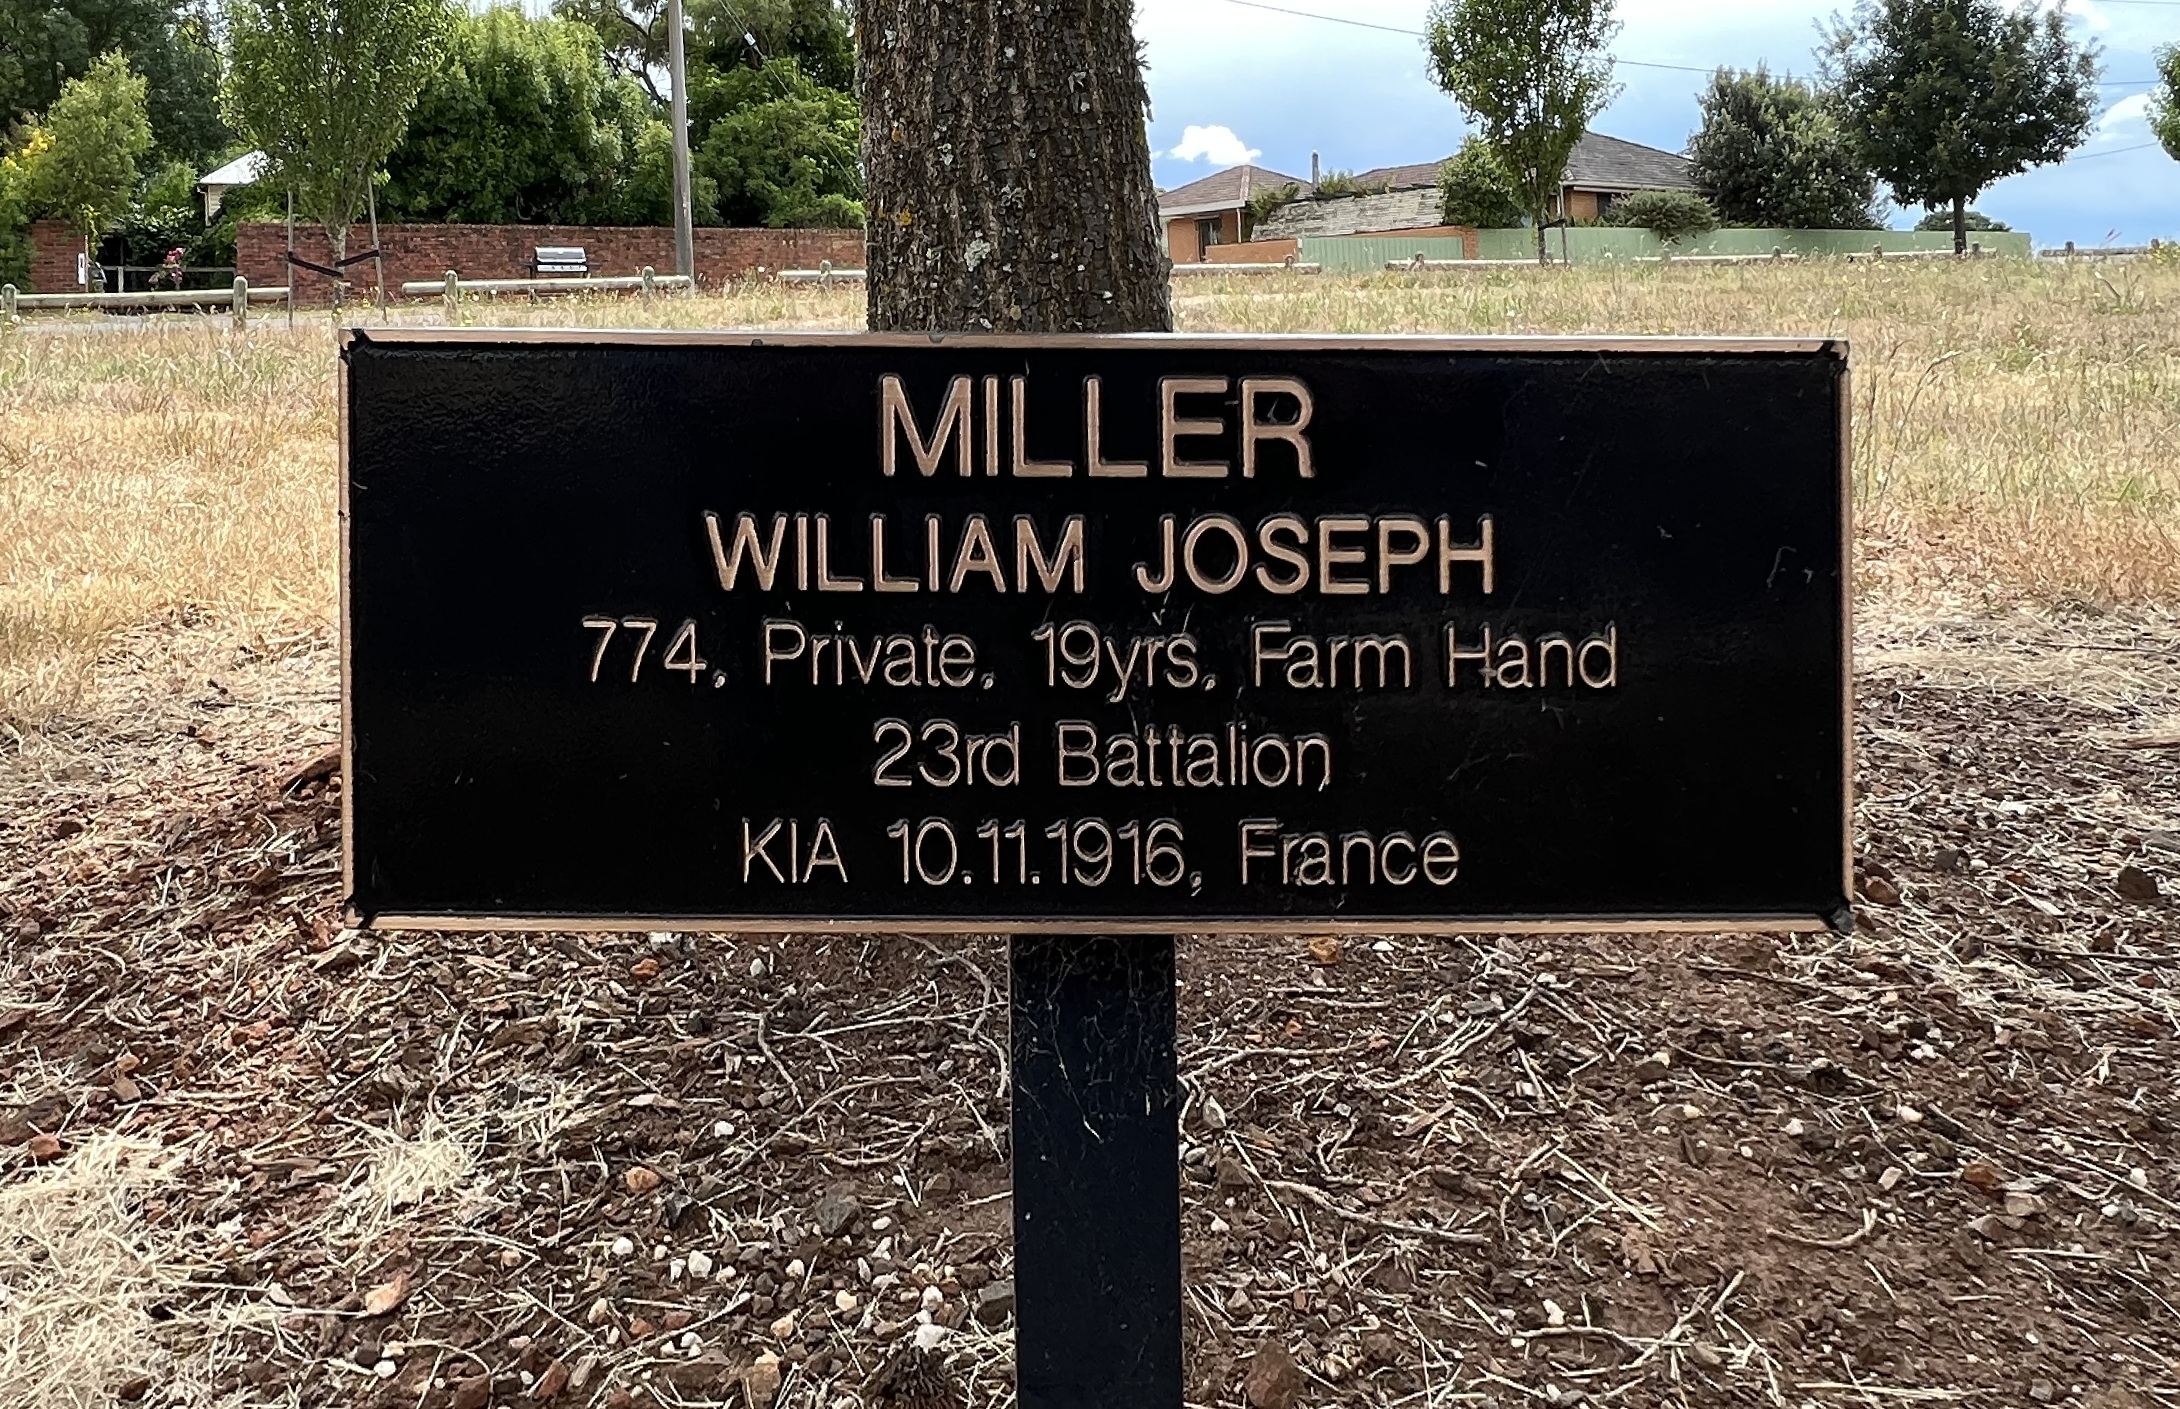 MILLER
WILLIAM JOSEPH
774, Private, 19yrs, Farm Hand
23rd Battalion
KIA 10.11.1916, France